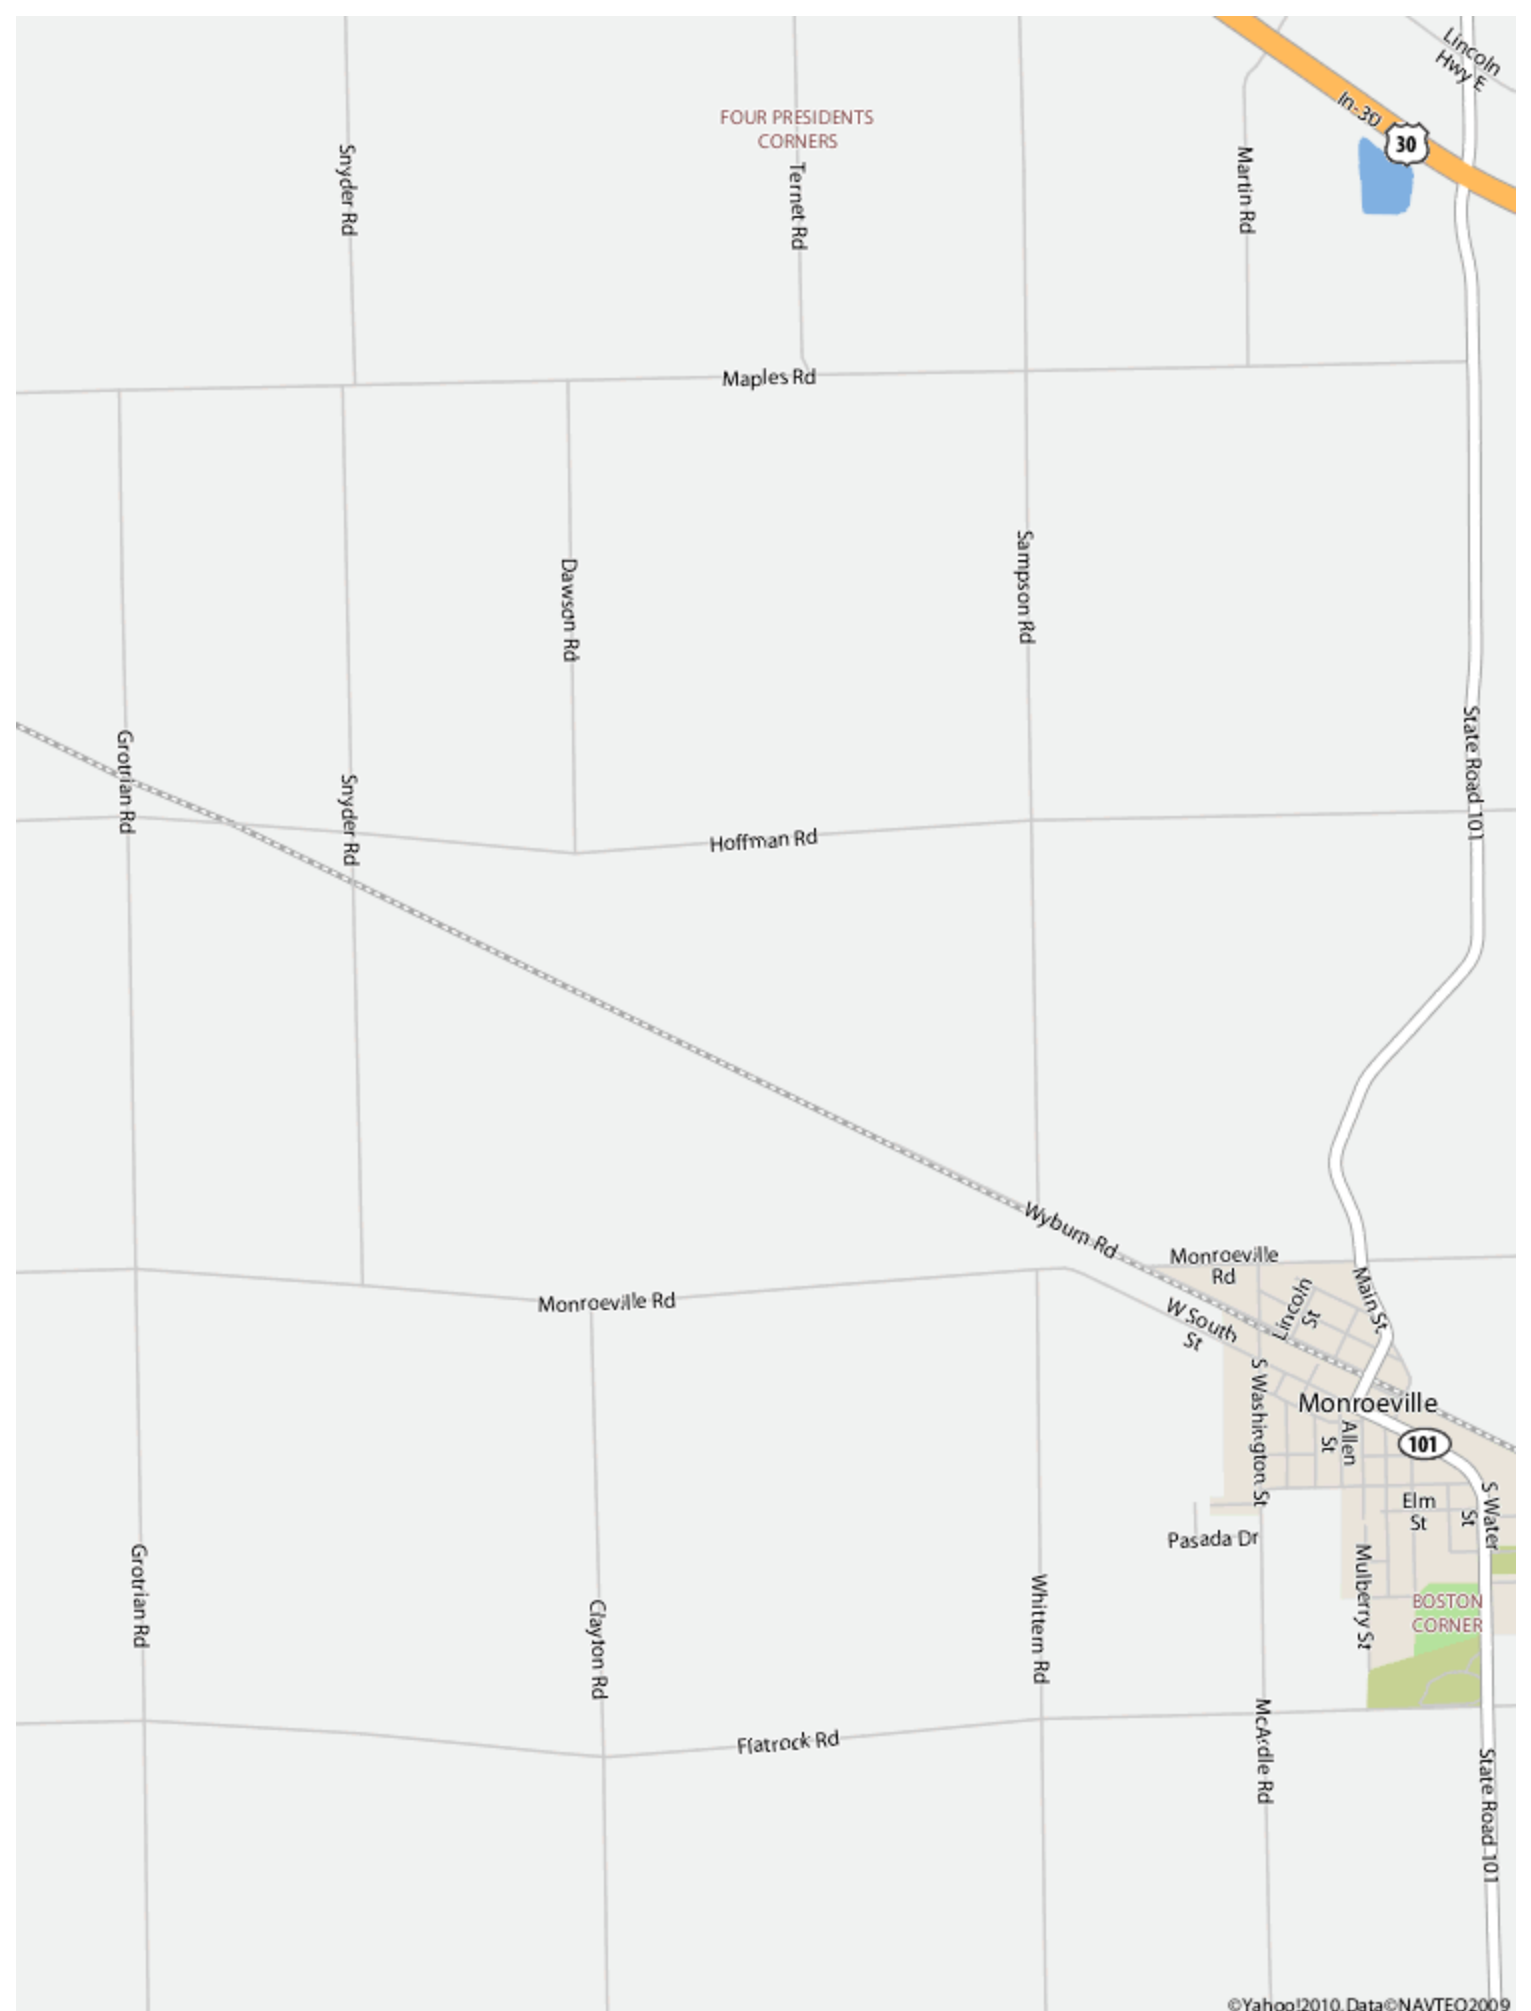 Lincoln
Hwy E
In-30
30
FOUR PRESIDENTS
CORNERS
Snyder Rd
Ternet Rd
Martin Rd
Maples Rd
Sampson Rd
Dawson Rd
State Road 101
Grotrian Rd
Snyder Rd
Hoffman Rd
Wyburn Rd
Monroeville
Rd
Main St
Lincoln
St
Monroeville Rd
W South
St
S Washington St
Monroeville
Allen
St
101
Elm
St
S Water
St
Pasada Dr
Mulberry St
Grotrian Rd
Clayton Rd
Whittern Rd
BOSTON
CORNER
McArdle Rd
Flatrock Rd
State Road 101
©Yahoo!2010, Data©NAVTEQ2009